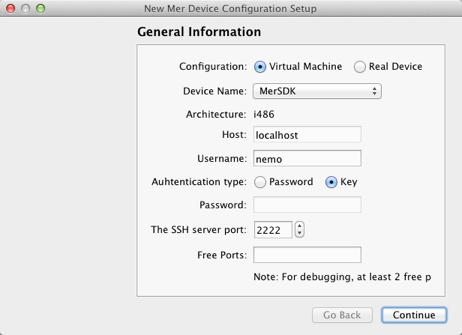 New Mer Device Configuration Setup
General Information
Configuration: Virtual Machine Real Device
Device Name: MerSDK
Architecture: i486
Host: localhost
Username: nemo
Auhtentication type: Password Key
Password:
The SSH server port: 2222
Free Ports:
Note: For debugging, at least 2 free p
Go Back Continue